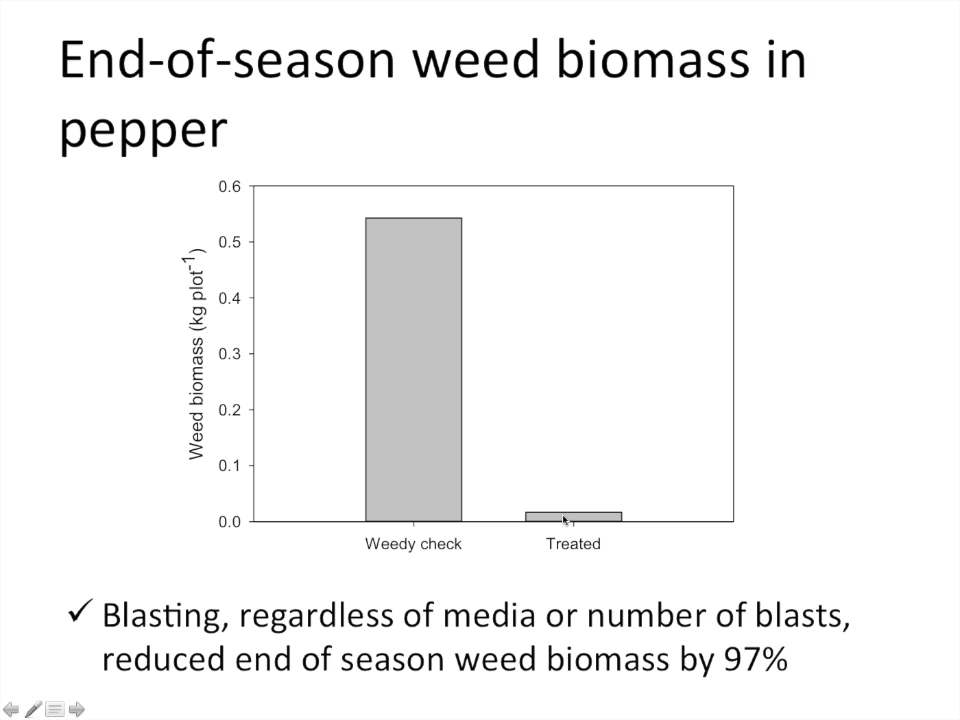 End-of-season weed biomass in
pepper
0.6
0.5
0.4
0.3
0.2
0.1
0.0
Weed biomass (kg plot⁻¹)
Weedy check
Treated
✓ Blasting, regardless of media or number of blasts,
reduced end of season weed biomass by 97%